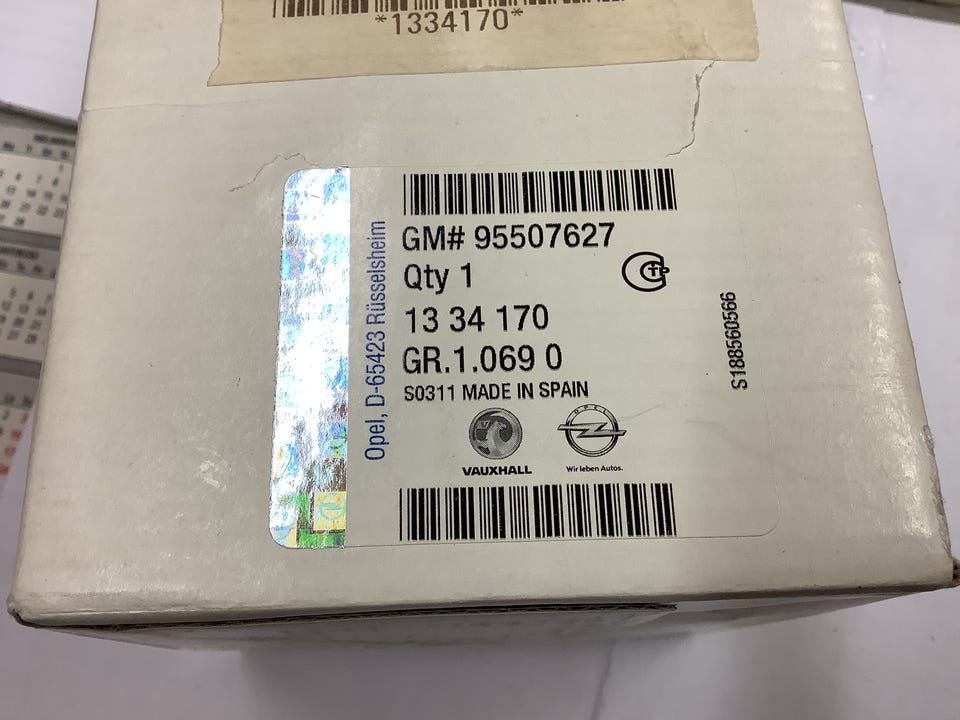 *1334170*
GM# 95507627
Qty 1
13 34 170
GR.1.069 0
S0311 MADE IN SPAIN
VAUXHALL
OPEL
Wir leben Autos.
Opel, D-65423 Rüsselsheim
S188560566